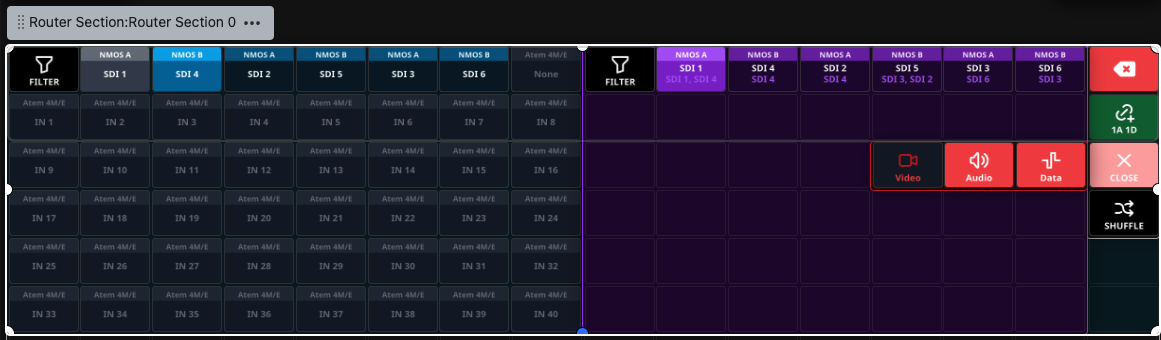 Router Section:Router Section 0 •••
FILTER
NMOS A
SDI 1
NMOS B
SDI 4
NMOS A
SDI 2
NMOS B
SDI 5
NMOS A
SDI 3
NMOS B
SDI 6
Atem 4M/E
None
FILTER
NMOS A
SDI 1
SDI 1, SDI 4
NMOS B
SDI 4
SDI 4
NMOS A
SDI 2
SDI 4
NMOS B
SDI 5
SDI 3, SDI 2
NMOS A
SDI 3
SDI 6
NMOS B
SDI 6
SDI 3
Atem 4M/E
IN 1
Atem 4M/E
IN 2
Atem 4M/E
IN 3
Atem 4M/E
IN 4
Atem 4M/E
IN 5
Atem 4M/E
IN 6
Atem 4M/E
IN 7
Atem 4M/E
IN 8
1A 1D
Atem 4M/E
IN 9
Atem 4M/E
IN 10
Atem 4M/E
IN 11
Atem 4M/E
IN 12
Atem 4M/E
IN 13
Atem 4M/E
IN 14
Atem 4M/E
IN 15
Atem 4M/E
IN 16
Video
Audio
Data
CLOSE
Atem 4M/E
IN 17
Atem 4M/E
IN 18
Atem 4M/E
IN 19
Atem 4M/E
IN 20
Atem 4M/E
IN 21
Atem 4M/E
IN 22
Atem 4M/E
IN 23
Atem 4M/E
IN 24
SHUFFLE
Atem 4M/E
IN 25
Atem 4M/E
IN 26
Atem 4M/E
IN 27
Atem 4M/E
IN 28
Atem 4M/E
IN 29
Atem 4M/E
IN 30
Atem 4M/E
IN 31
Atem 4M/E
IN 32
Atem 4M/E
IN 33
Atem 4M/E
IN 34
Atem 4M/E
IN 35
Atem 4M/E
IN 36
Atem 4M/E
IN 37
Atem 4M/E
IN 38
Atem 4M/E
IN 39
Atem 4M/E
IN 40